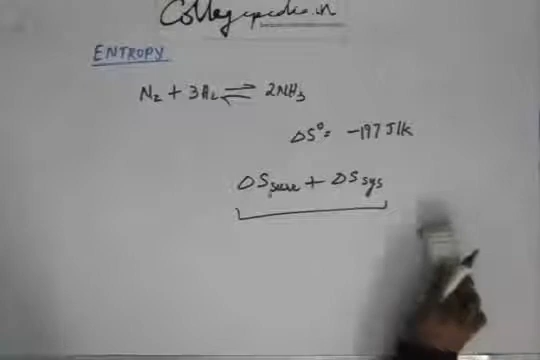 Collegepedia.in
ENTROPY
N₂ + 3H₂ ⇌ 2NH₃
ΔS° = -197 J/K
ΔSsurr + ΔSsys